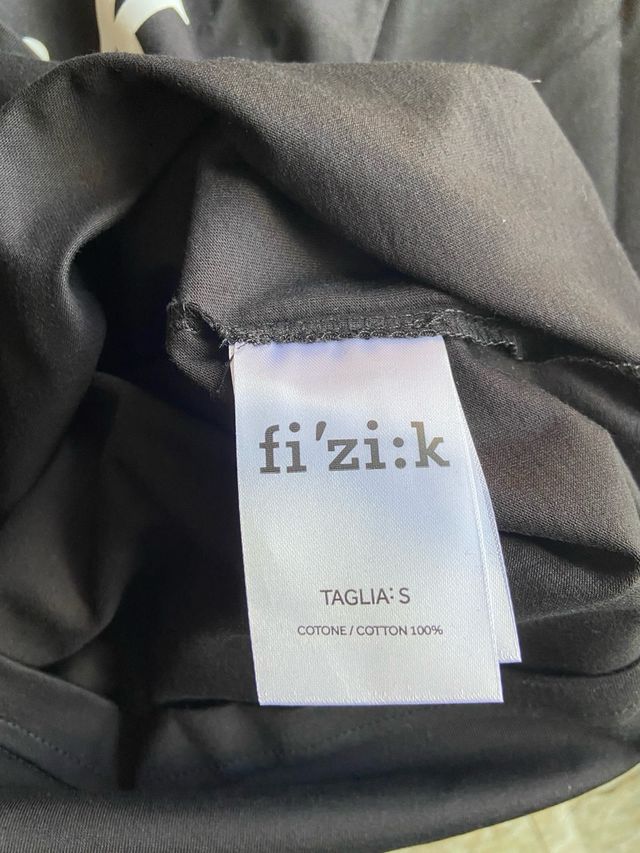 fi'zi:k
TAGLIA: S
COTONE / COTTON 100%